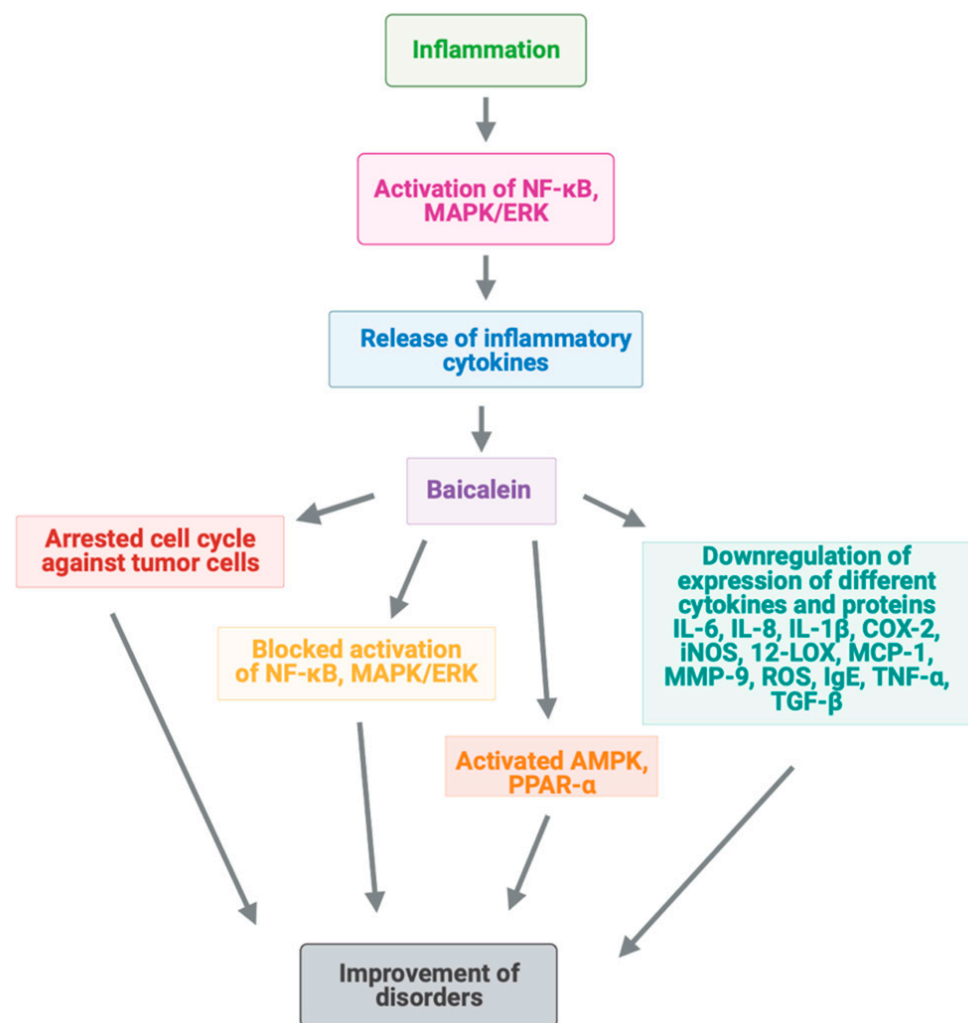 Inflammation
Activation of NF-κB,
MAPK/ERK
Release of inflammatory
cytokines
Baicalein
Arrested cell cycle
against tumor cells
Blocked activation
of NF-κB, MAPK/ERK
Activated AMPK,
PPAR-α
Downregulation of
expression of different
cytokines and proteins
IL-6, IL-8, IL-1β, COX-2,
iNOS, 12-LOX, MCP-1,
MMP-9, ROS, IgE, TNF-α,
TGF-β
Improvement of
disorders